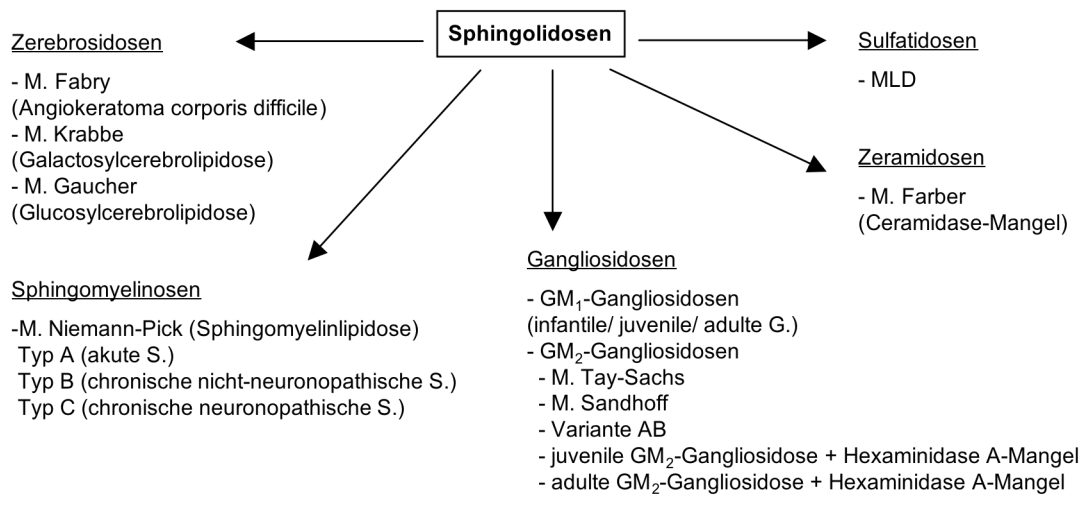 Sphingolidosen
Zerebrosidosen
- M. Fabry
(Angiokeratoma corporis difficile)
- M. Krabbe
(Galactosylcerebrolipidose)
- M. Gaucher
(Glucosylcerebrolipidose)
Sphingomyelinosen
-M. Niemann-Pick (Sphingomyelinlipidose)
Typ A (akute S.)
Typ B (chronische nicht-neuronopathische S.)
Typ C (chronische neuronopathische S.)
Gangliosidosen
- GM₁-Gangliosidosen
(infantile/ juvenile/ adulte G.)
- GM₂-Gangliosidosen
- M. Tay-Sachs
- M. Sandhoff
- Variante AB
- juvenile GM₂-Gangliosidose + Hexaminidase A-Mangel
- adulte GM₂-Gangliosidose + Hexaminidase A-Mangel
Sulfatidosen
- MLD
Zeramidosen
- M. Farber
(Ceramidase-Mangel)